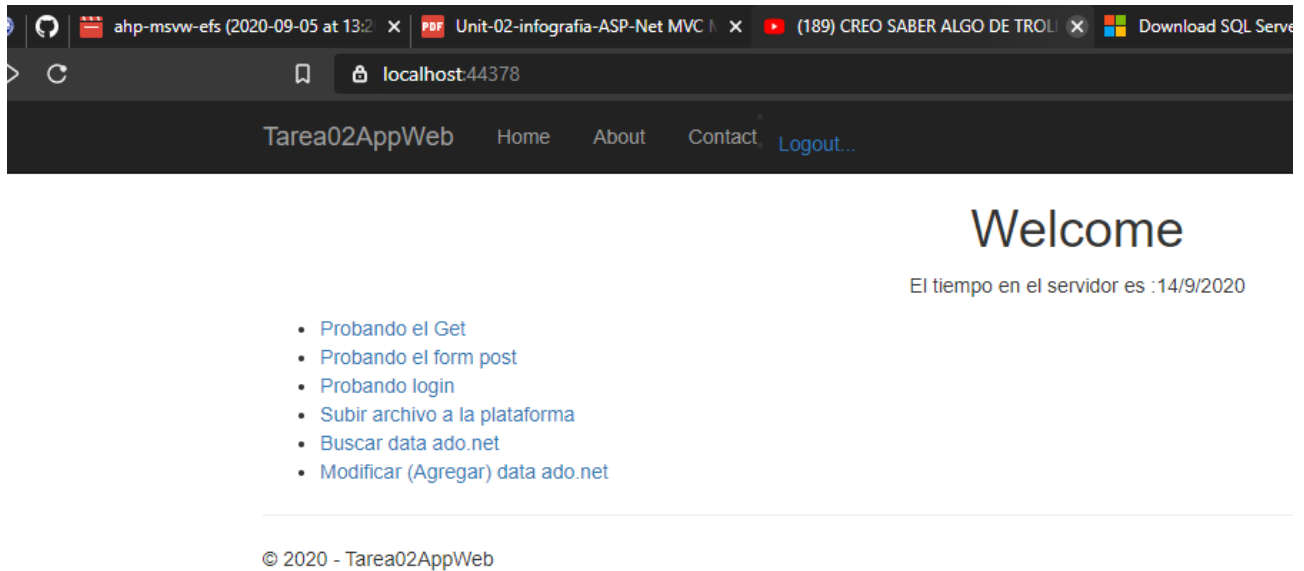 ahp-msvw-efs (2020-09-05 at 13:2
PDF Unit-02-infografia-ASP-Net MVC
(189) CREO SABER ALGO DE TROL
Download SQL Serve
localhost:44378
Tarea02AppWeb Home About Contact Logout...
Welcome
El tiempo en el servidor es :14/9/2020
Probando el Get
Probando el form post
Probando login
Subir archivo a la plataforma
Buscar data ado.net
Modificar (Agregar) data ado.net
© 2020 - Tarea02AppWeb